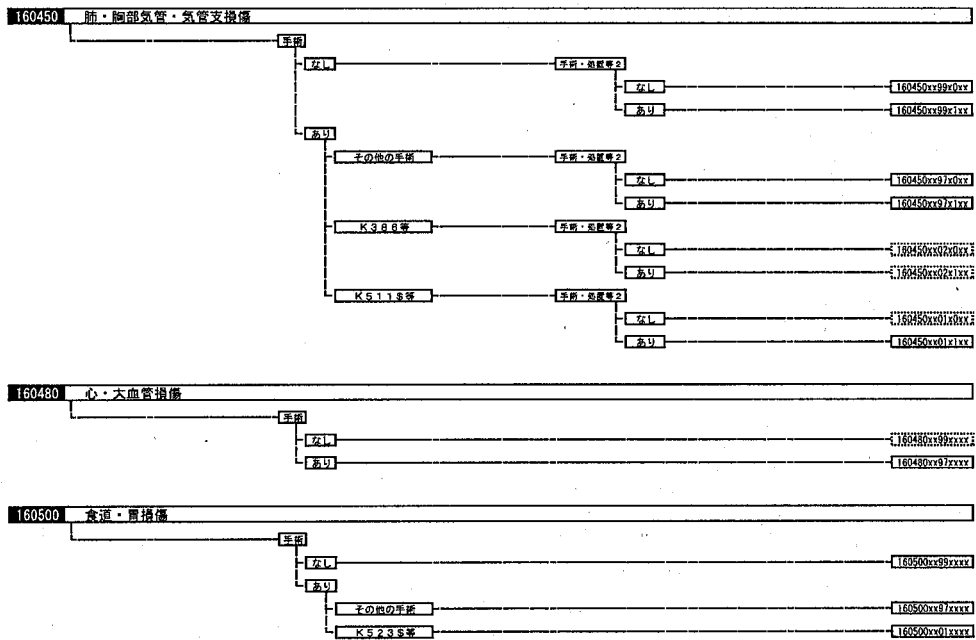 160450 肺・胸部気管・気管支損傷
手術
なし 手術・処置等2
なし 160450xx99x0xx
あり 160450xx99x1xx
あり
その他の手術 手術・処置等2
なし 160450xx97x0xx
あり 160450xx97x1xx
K386等 手術・処置等2
なし 160450xx02x0xx
あり 160450xx02x1xx
K511$等 手術・処置等2
なし 160450xx01x0xx
あり 160450xx01x1xx
160480 心・大血管損傷
手術
なし 160480xx99xxxx
あり 160480xx97xxxx
160500 食道・胃損傷
手術
なし 160500xx99xxxx
あり
その他の手術 160500xx97xxxx
K523$等 160500xx01xxxx